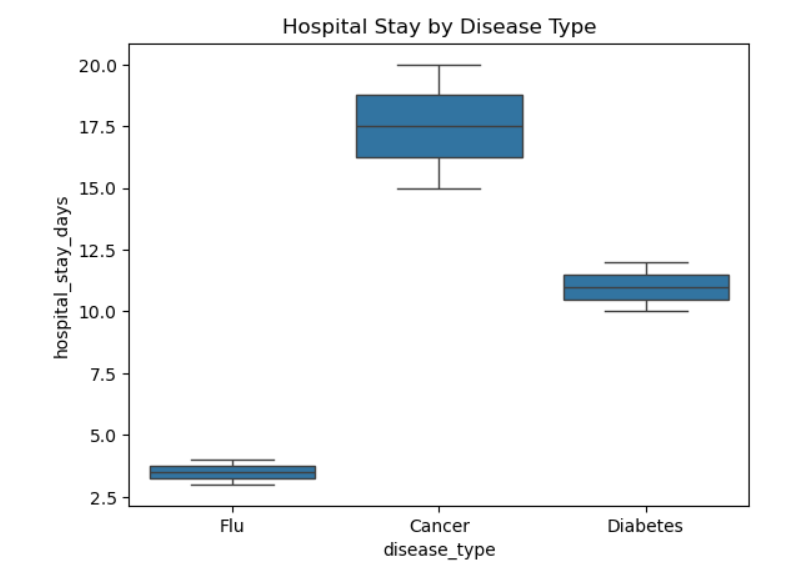 Hospital Stay by Disease Type
20.0
17.5
15.0
12.5
10.0
7.5
5.0
2.5
hospital_stay_days
Flu Cancer Diabetes
disease_type